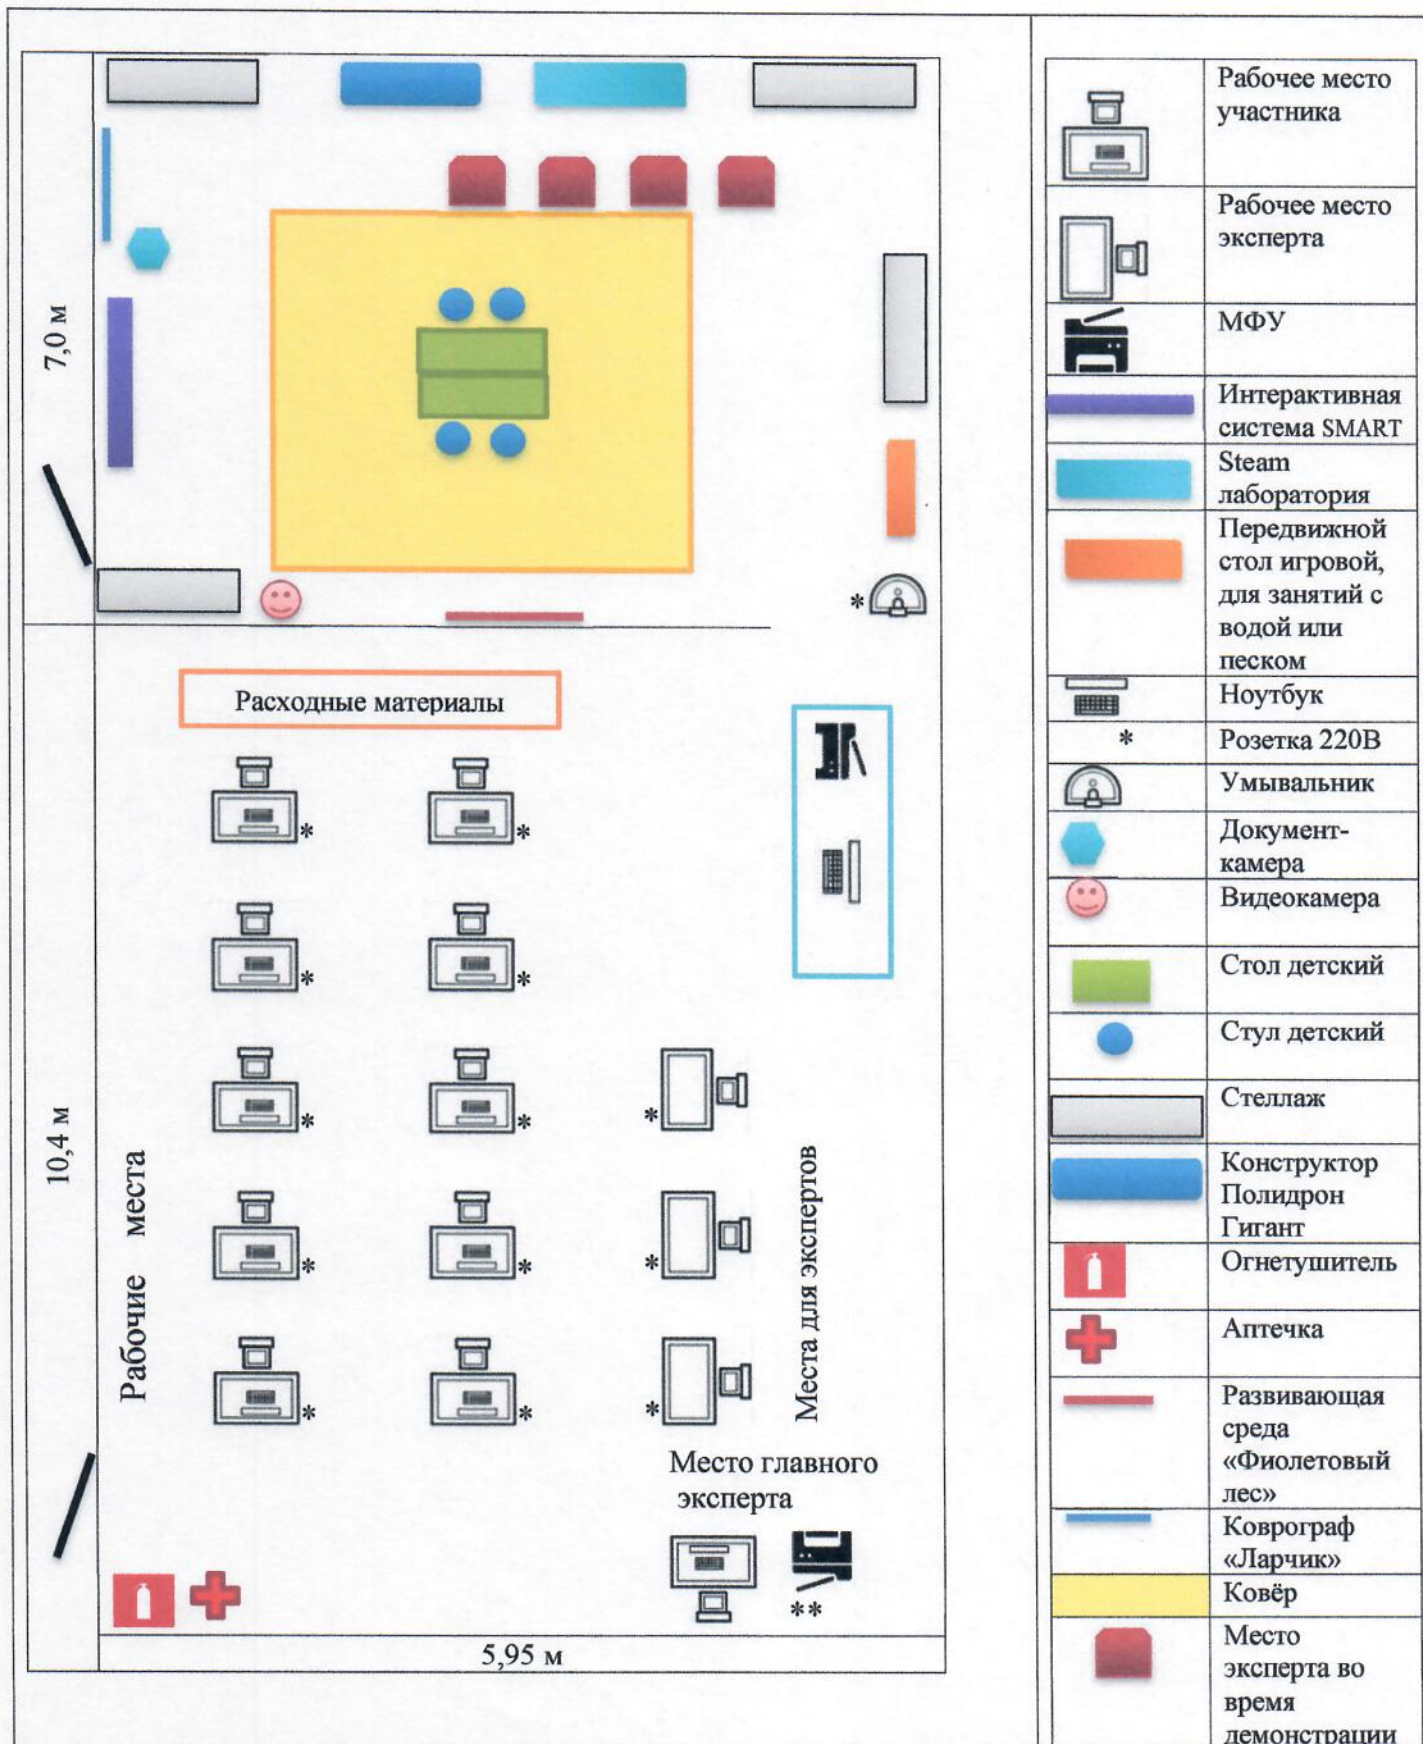 7,0 м
*
Расходные материалы
* *
* *
* * *
* * *
* * *
10,4 м
Рабочие места
Места для экспертов
Место главного
эксперта
**
5,95 м
Рабочее место
участника
Рабочее место
эксперта
МФУ
Интерактивная
система SMART
Steam
лаборатория
Передвижной
стол игровой,
для занятий с
водой или
песком
Ноутбук
* Розетка 220В
Умывальник
Документ-
камера
Видеокамера
Стол детский
Стул детский
Стеллаж
Конструктор
Полидрон
Гигант
Огнетушитель
Аптечка
Развивающая
среда
«Фиолетовый
лес»
Коврограф
«Ларчик»
Ковёр
Место
эксперта во
время
демонстрации